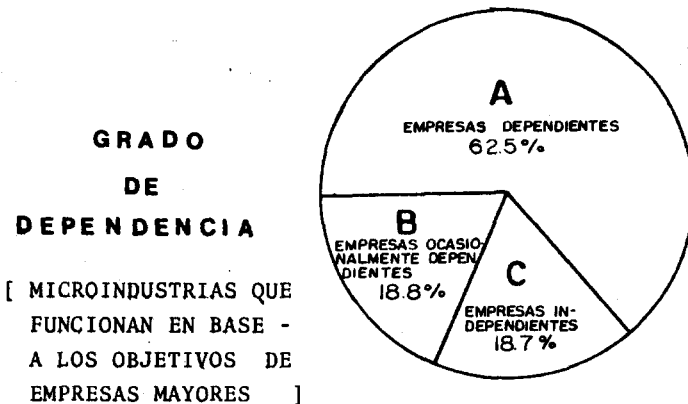 GRADO
DE
DEPENDENCIA
[ MICROINDUSTRIAS QUE
FUNCIONAN EN BASE -
A LOS OBJETIVOS DE
EMPRESAS MAYORES ]
A
EMPRESAS DEPENDIENTES
62.5%
B
EMPRESAS OCASIO-
NALMENTE DEPEN
DIENTES
18.8%
C
EMPRESAS IN-
DEPENDIENTES
18.7%